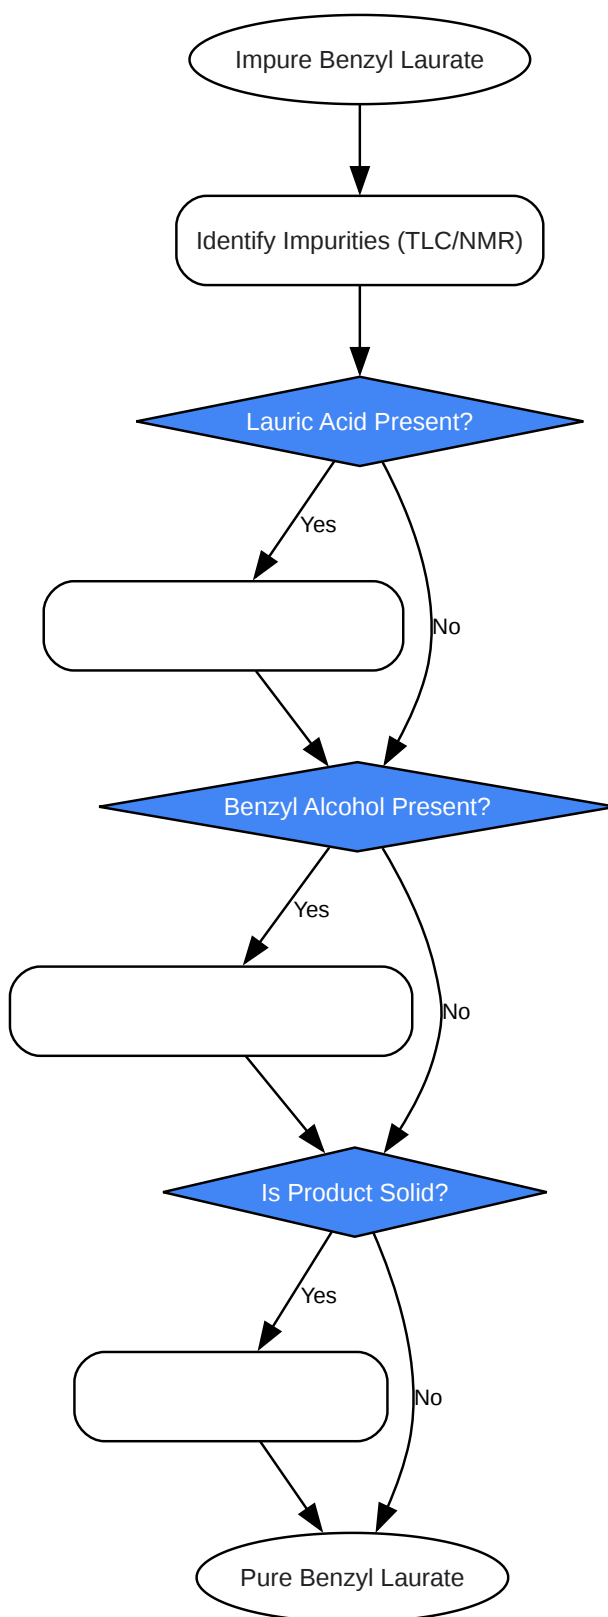 Impure Benzyl Laurate
Identify Impurities (TLC/NMR)
Lauric Acid Present?
Yes
No
Benzyl Alcohol Present?
Yes
No
Is Product Solid?
Yes
No
Pure Benzyl Laurate